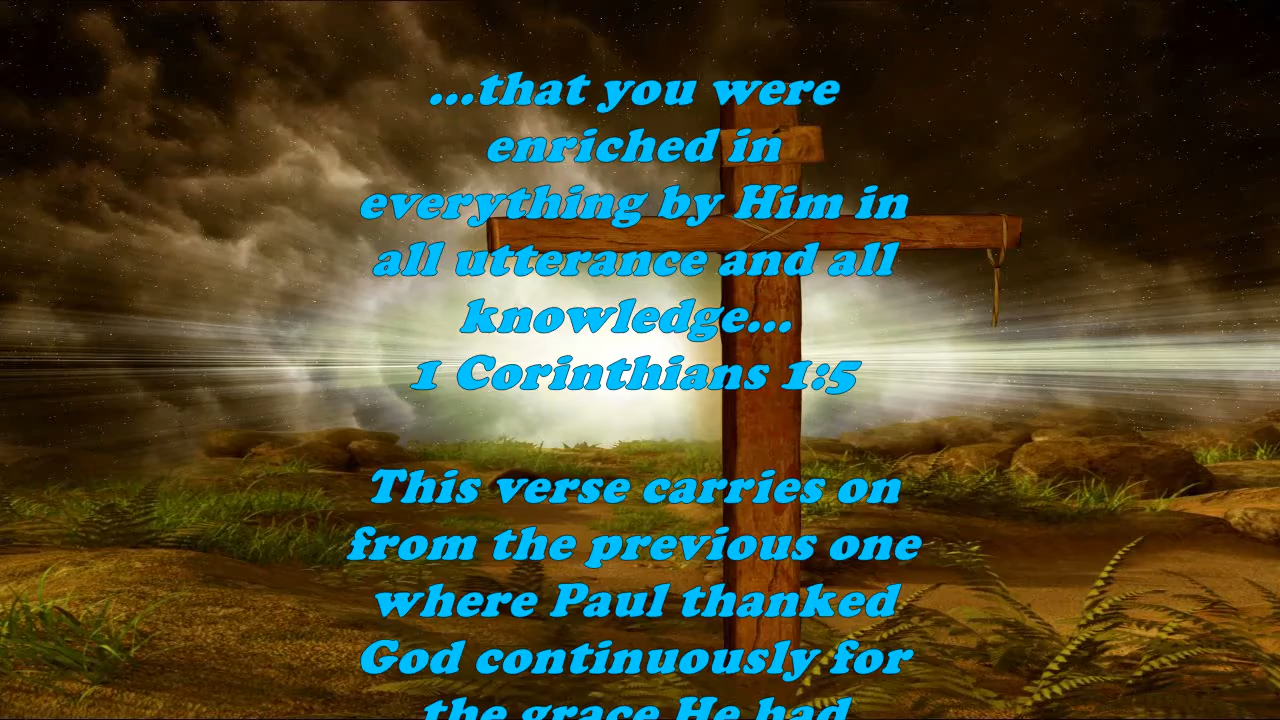 ...that you were
enriched in
everything by Him in
all utterance and all
knowledge...
1 Corinthians 1:5
This verse carries on
from the previous one
where Paul thanked
God continuously for
the grace He had